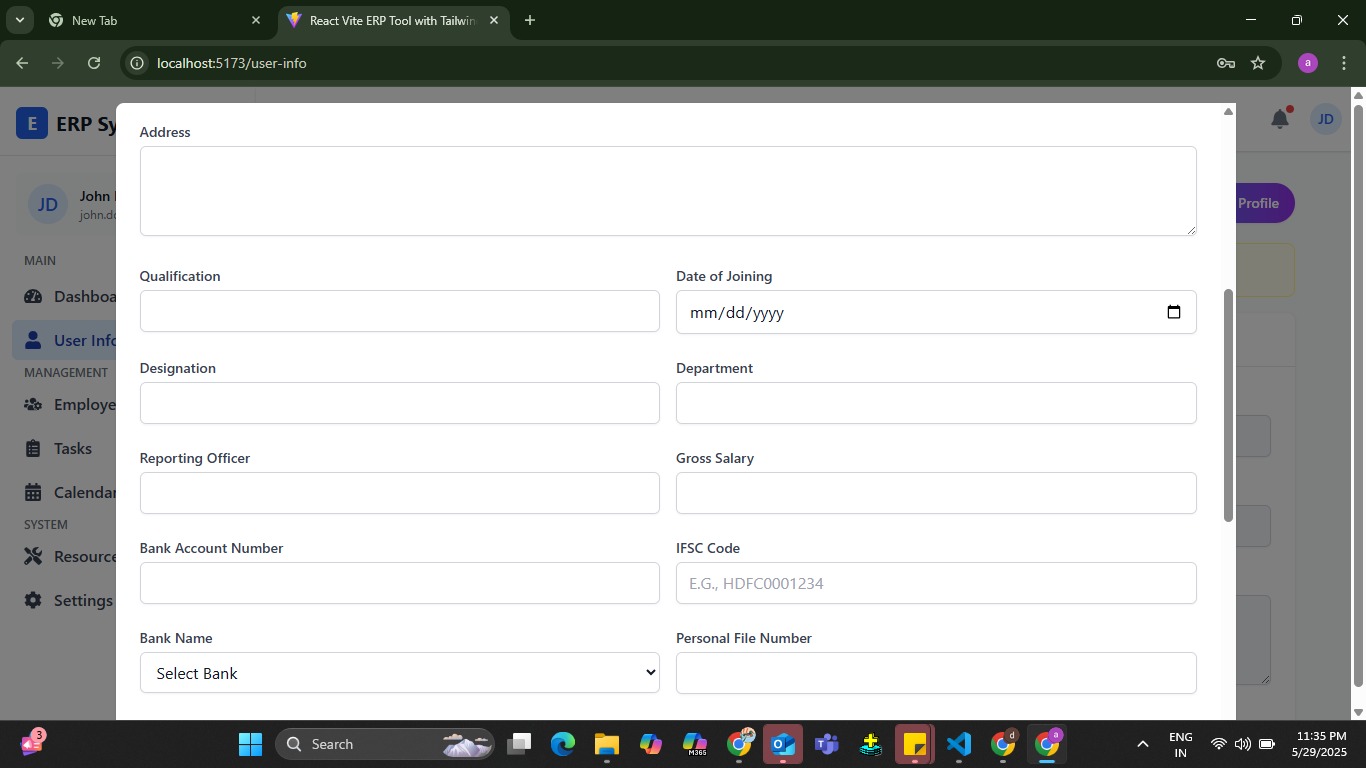 New Tab
React Vite ERP Tool with Tailwin
localhost:5173/user-info
a
E ERP Sy
JD
JD
John
john.do
Profile
MAIN
Dashboa
User Info
MANAGEMENT
Employe
Tasks
Calendar
SYSTEM
Resource
Settings
Address
Qualification
Date of Joining
mm/dd/yyyy
Designation
Department
Reporting Officer
Gross Salary
Bank Account Number
IFSC Code
E.G., HDFC0001234
Bank Name
Personal File Number
Select Bank
3
Search
M365
d
a
ENG
IN
11:35 PM
5/29/2025